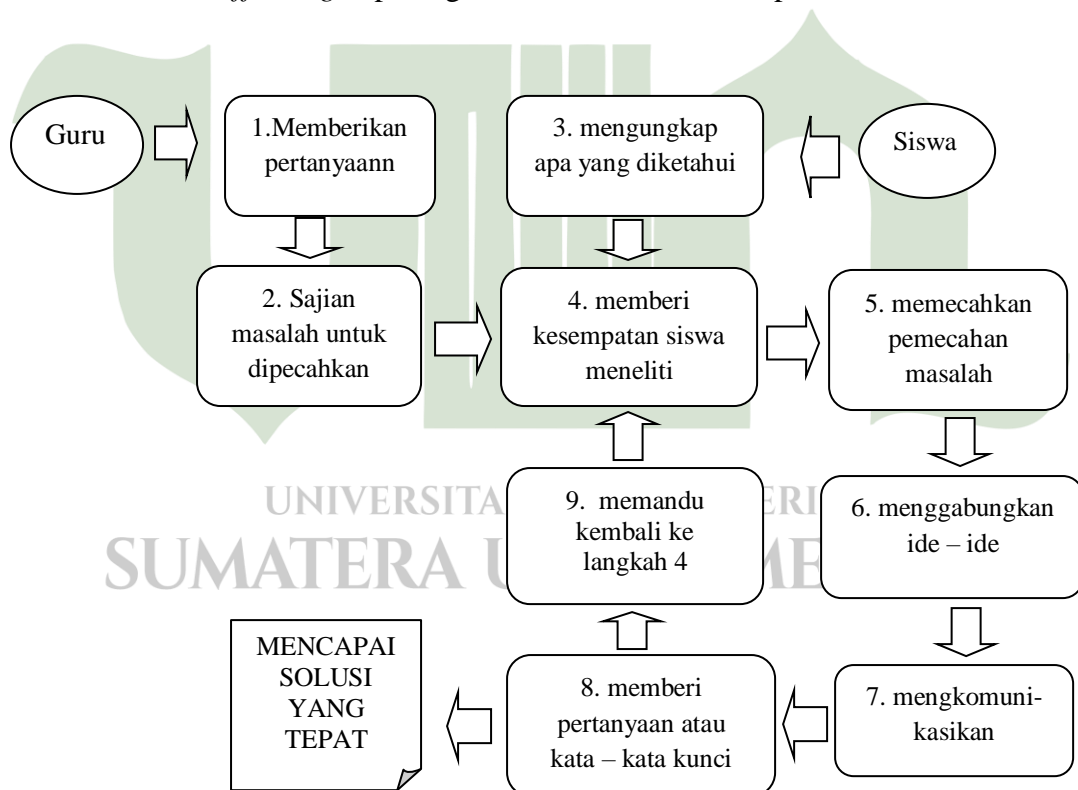 Guru
1.Memberikan
pertanyaann
3. mengungkap
apa yang diketahui
Siswa
2. Sajian
masalah untuk
dipecahkan
4. memberi
kesempatan siswa
meneliti
5. memecahkan
pemecahan
masalah
UNIVERSITA ERI
SUMATERA U ME
9. memandu
kembali ke
langkah 4
6. menggabungkan
ide – ide
MENCAPAI
SOLUSI
YANG
TEPAT
8. memberi
pertanyaan atau
kata – kata kunci
7. mengkomuni-
kasikan